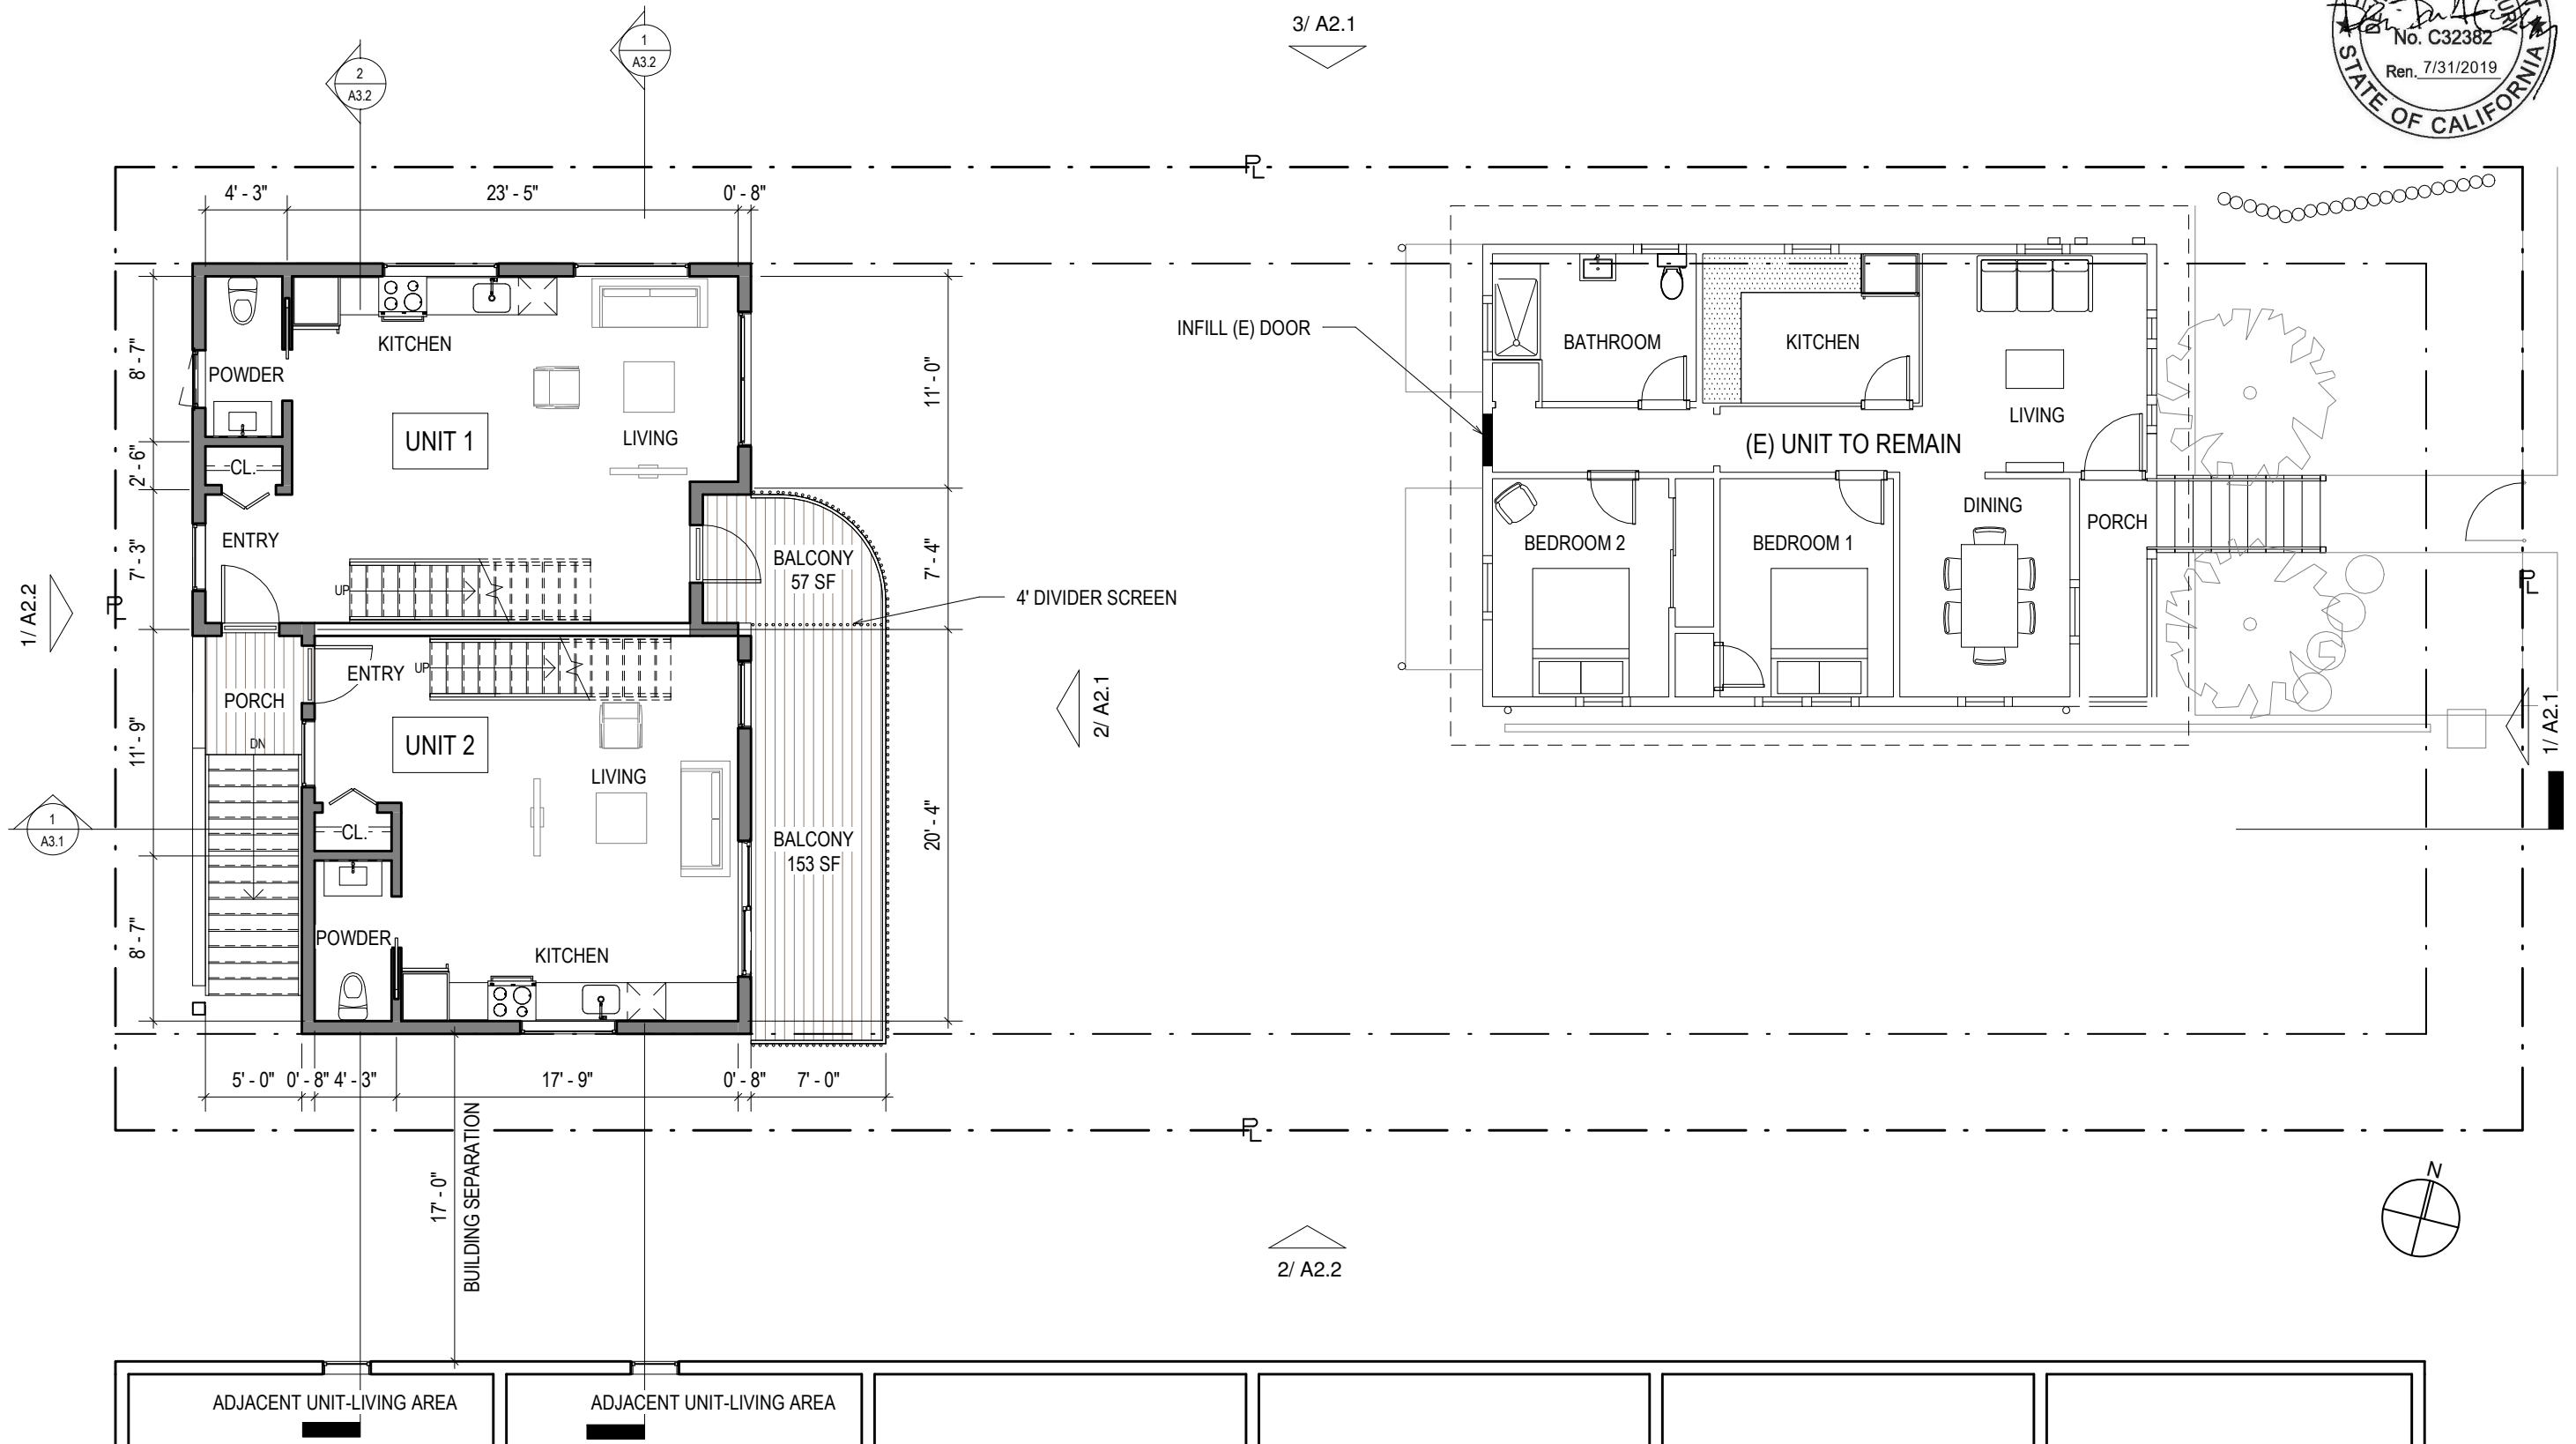 3/ A2.1
No. C32382
Ren. 7/31/2019
STATE OF CALIFORNIA
2
A3.2
1
A3.2
PL
4' - 3"
23' - 5"
0' - 8"
8' - 7"
2' - 6"
7' - 3"
11' - 9"
8' - 7"
POWDER
KITCHEN
UNIT 1
LIVING
CL.
ENTRY
UP
11' - 0"
7' - 4"
20' - 4"
BALCONY
57 SF
4' DIVIDER SCREEN
1/ A2.2
PL
PORCH
DN
ENTRY
UP
UNIT 2
LIVING
CL.
POWDER
KITCHEN
BALCONY
153 SF
1
A3.1
2/ A2.1
INFILL (E) DOOR
BATHROOM
KITCHEN
LIVING
(E) UNIT TO REMAIN
BEDROOM 2
BEDROOM 1
DINING
PORCH
PL
1/ A2.1
5' - 0"
0' - 8"
4' - 3"
17' - 9"
0' - 8"
7' - 0"
PL
17' - 0"
BUILDING SEPARATION
N
2/ A2.2
ADJACENT UNIT-LIVING AREA
ADJACENT UNIT-LIVING AREA